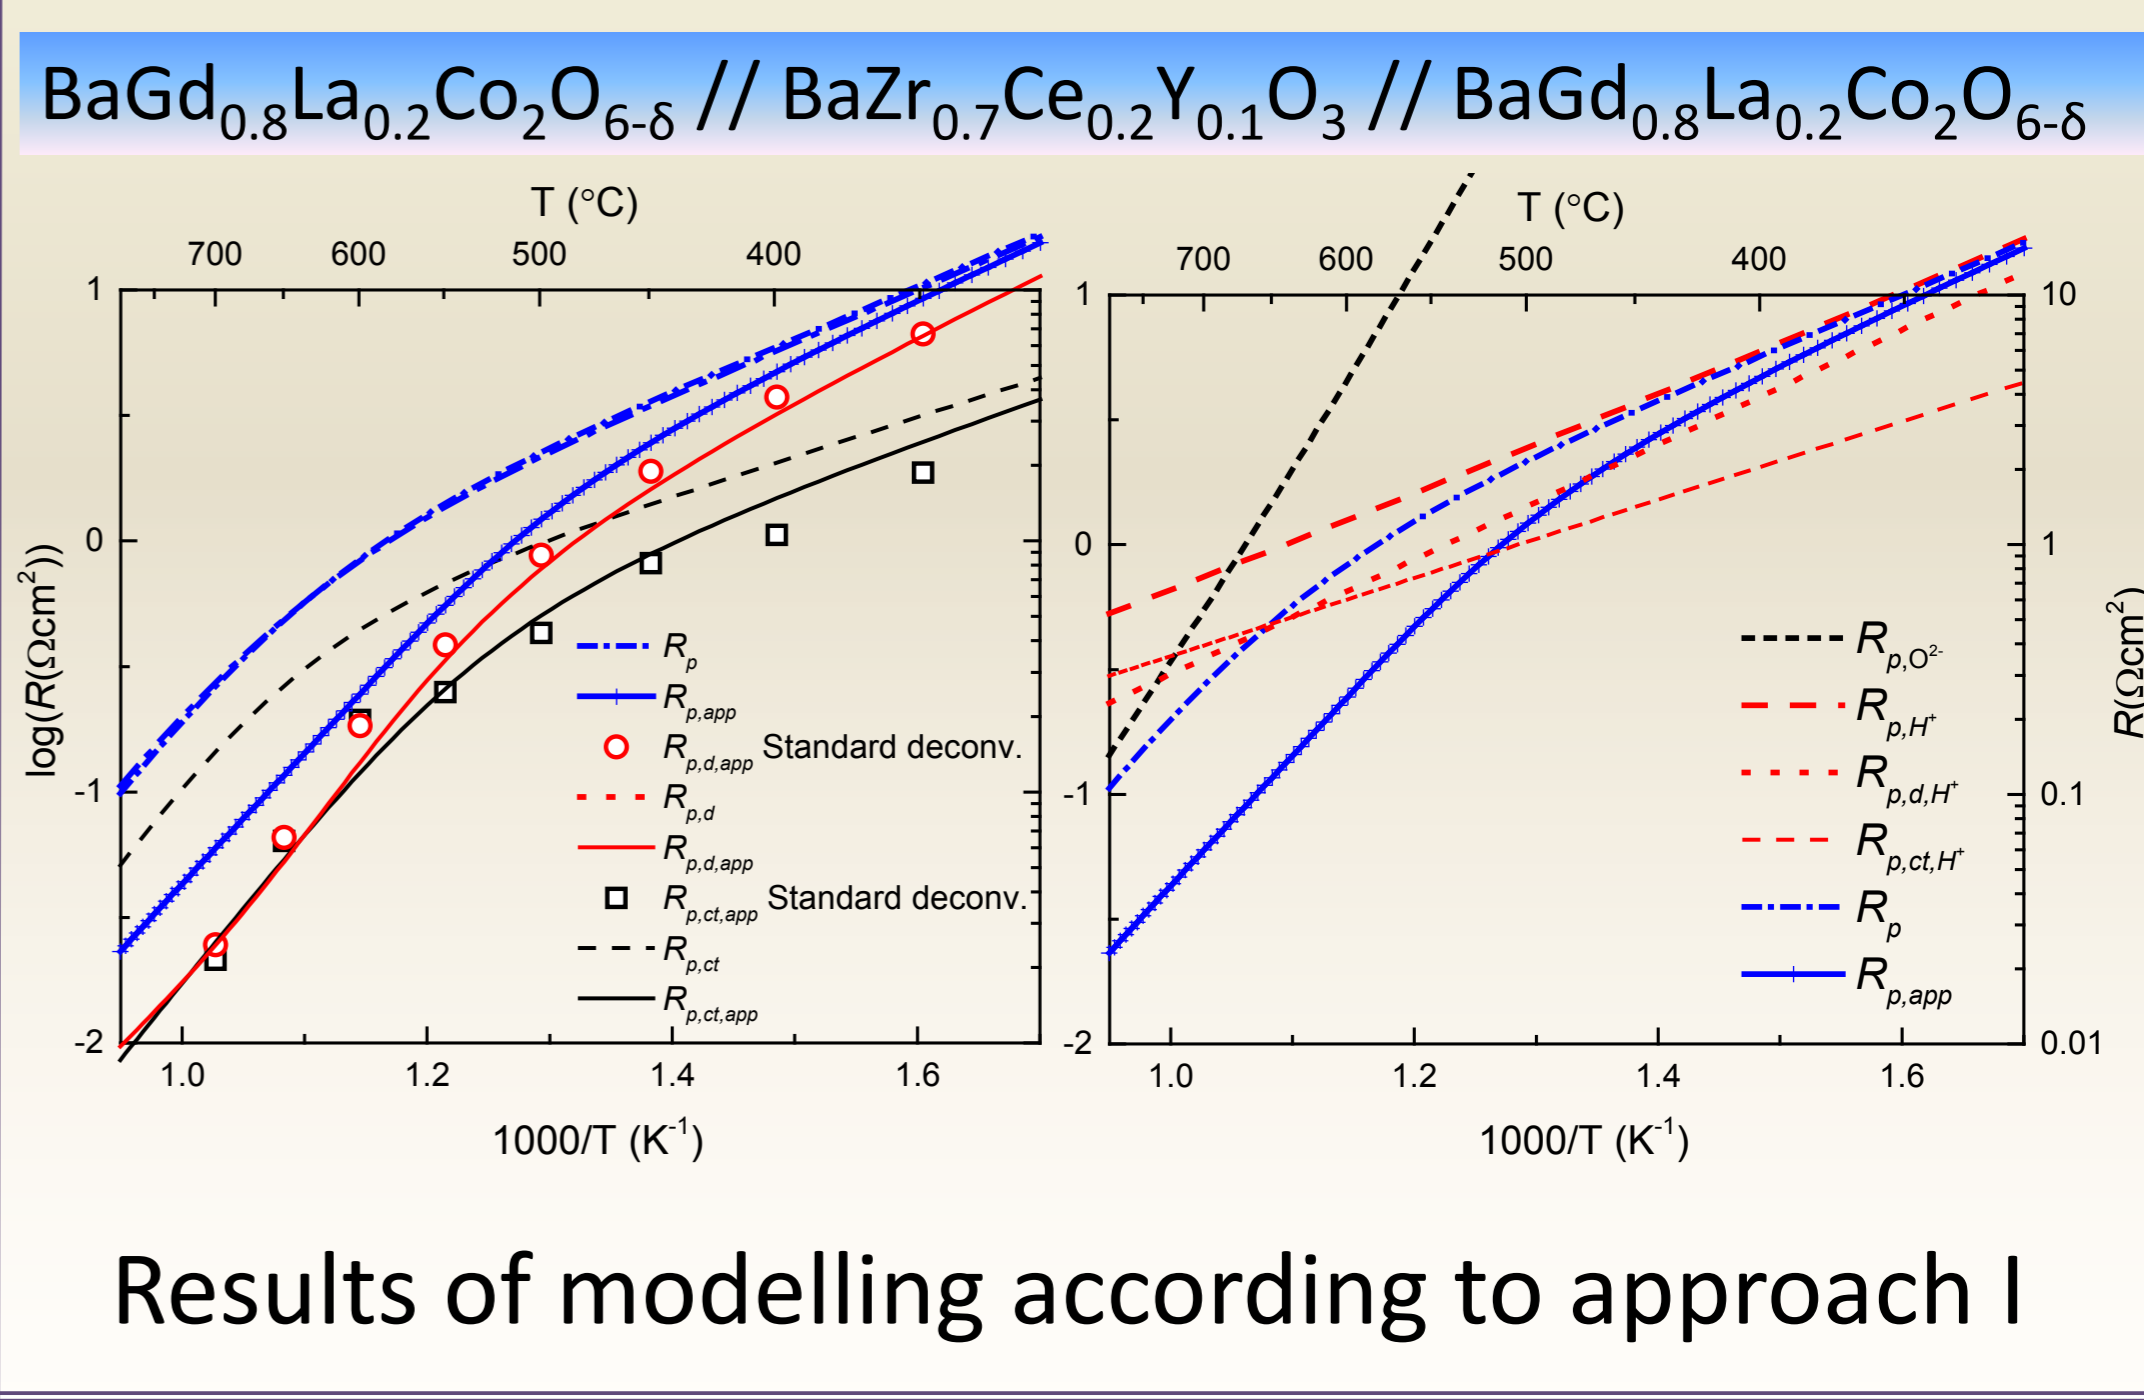 BaGd0.8La0.2Co2O6-δ // BaZr0.7Ce0.2Y0.1O3 // BaGd0.8La0.2Co2O6-δ
T (°C)
700 600 500 400
1
0
-1
-2
log(R(Ωcm²))
Rp
Rp,app
Rp,d,app Standard deconv.
Rp,d
Rp,d,app
Rp,ct,app Standard deconv.
Rp,ct
Rp,ct,app
1.0 1.2 1.4 1.6
1000/T (K⁻¹)
T (°C)
700 600 500 400
1
0
-1
-2
10
1
0.1
0.01
R(Ωcm²)
Rp,O²⁻
Rp,H⁺
Rp,d,H⁺
Rp,ct,H⁺
Rp
Rp,app
1.0 1.2 1.4 1.6
1000/T (K⁻¹)
Results of modelling according to approach I